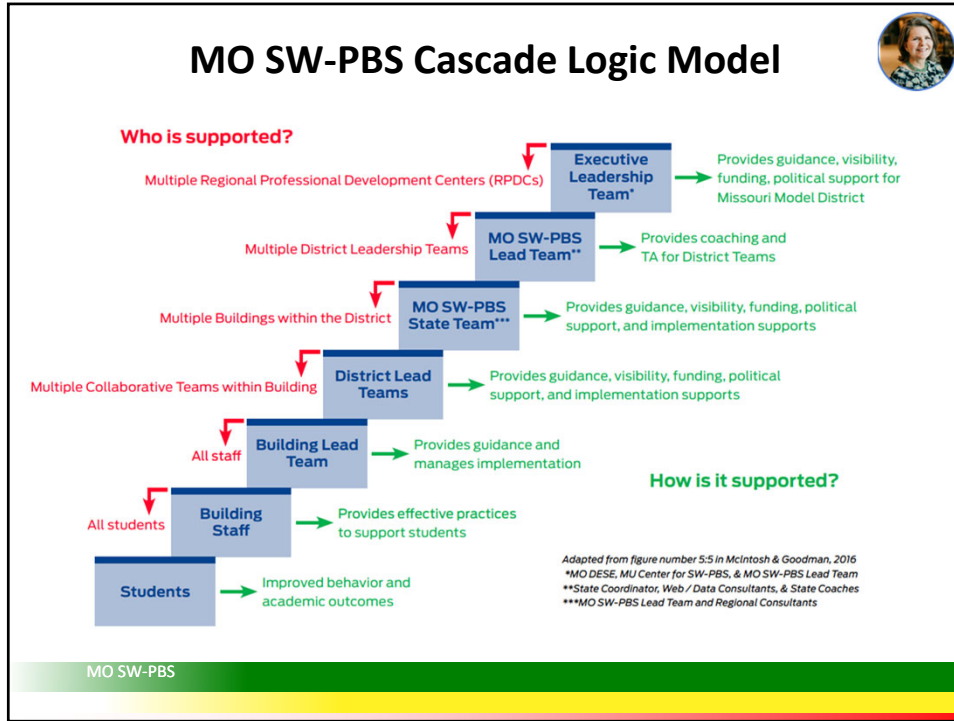 MO SW-PBS Cascade Logic Model
Who is supported?
Multiple Regional Professional Development Centers (RPDCs)
Executive
Leadership
Team*
Provides guidance, visibility,
funding, political support for
Missouri Model District
Multiple District Leadership Teams
MO SW-PBS
Lead Team**
Provides coaching and
TA for District Teams
Multiple Buildings within the District
MO SW-PBS
State Team***
Provides guidance, visibility, funding, political
support, and implementation supports
Multiple Collaborative Teams within Building
District Lead
Teams
Provides guidance, visibility, funding, political
support, and implementation supports
All staff
Building Lead
Team
Provides guidance and
manages implementation
How is it supported?
All students
Building
Staff
Provides effective practices
to support students
Students
Improved behavior and
academic outcomes
Adapted from figure number 5:5 in McIntosh & Goodman, 2016
*MO DESE, MU Center for SW-PBS, & MO SW-PBS Lead Team
**State Coordinator, Web / Data Consultants, & State Coaches
***MO SW-PBS Lead Team and Regional Consultants
MO SW-PBS